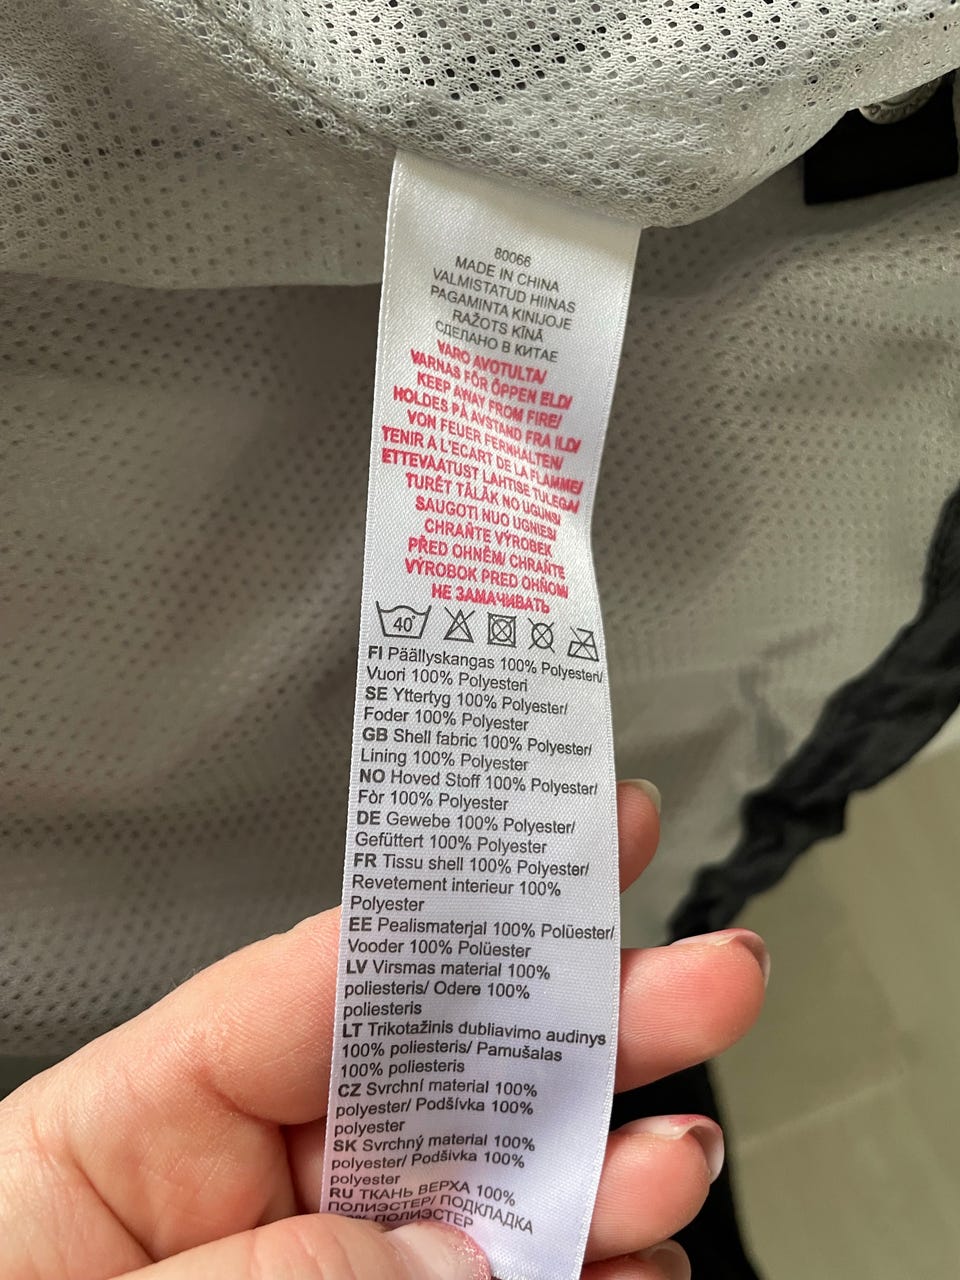 80066
MADE IN CHINA
VALMISTATUD HIINAS
PAGAMINTA KINIJOJE
RAŽOTS KĪNĀ
СДЕЛАНО В КИТАЕ
VARO AVOTULTA/
VARNAS FÖR ÖPPEN ELD/
KEEP AWAY FROM FIRE/
HOLDES PÅ AVSTAND FRA ILD/
VON FEUER FERNHALTEN/
TENIR A L'ECART DE LA FLAMME/
ETTEVAATUST LAHTISE TULEGA/
TURĒT TĀLĀK NO UGUNS/
SAUGOTI NUO UGNIES/
CHRAŇTE VÝROBEK
PŘED OHNĚM/ CHRAŇTE
VÝROBOK PRED OHŇOM/
НЕ ЗАМАЧИВАТЬ
40°
FI Päällyskangas 100% Polyesteri/
Vuori 100% Polyesteri
SE Yttertyg 100% Polyester/
Foder 100% Polyester
GB Shell fabric 100% Polyester/
Lining 100% Polyester
NO Hoved Stoff 100% Polyester/
Fòr 100% Polyester
DE Gewebe 100% Polyester/
Gefüttert 100% Polyester
FR Tissu shell 100% Polyester/
Revetement interieur 100%
Polyester
EE Pealismaterjal 100% Polüester/
Vooder 100% Polüester
LV Virsmas material 100%
poliesteris/ Odere 100%
poliesteris
LT Trikotažinis dubliavimo audinys
100% poliesteris/ Pamušalas
100% poliesteris
CZ Svrchní material 100%
polyester/ Podšívka 100%
polyester
SK Svrchný material 100%
polyester/ Podšivka 100%
polyester
RU ТКАНЬ ВЕРХА 100%
ПОЛИЭСТЕР/ ПОДКЛАДКА
ПОЛИЭСТЕР